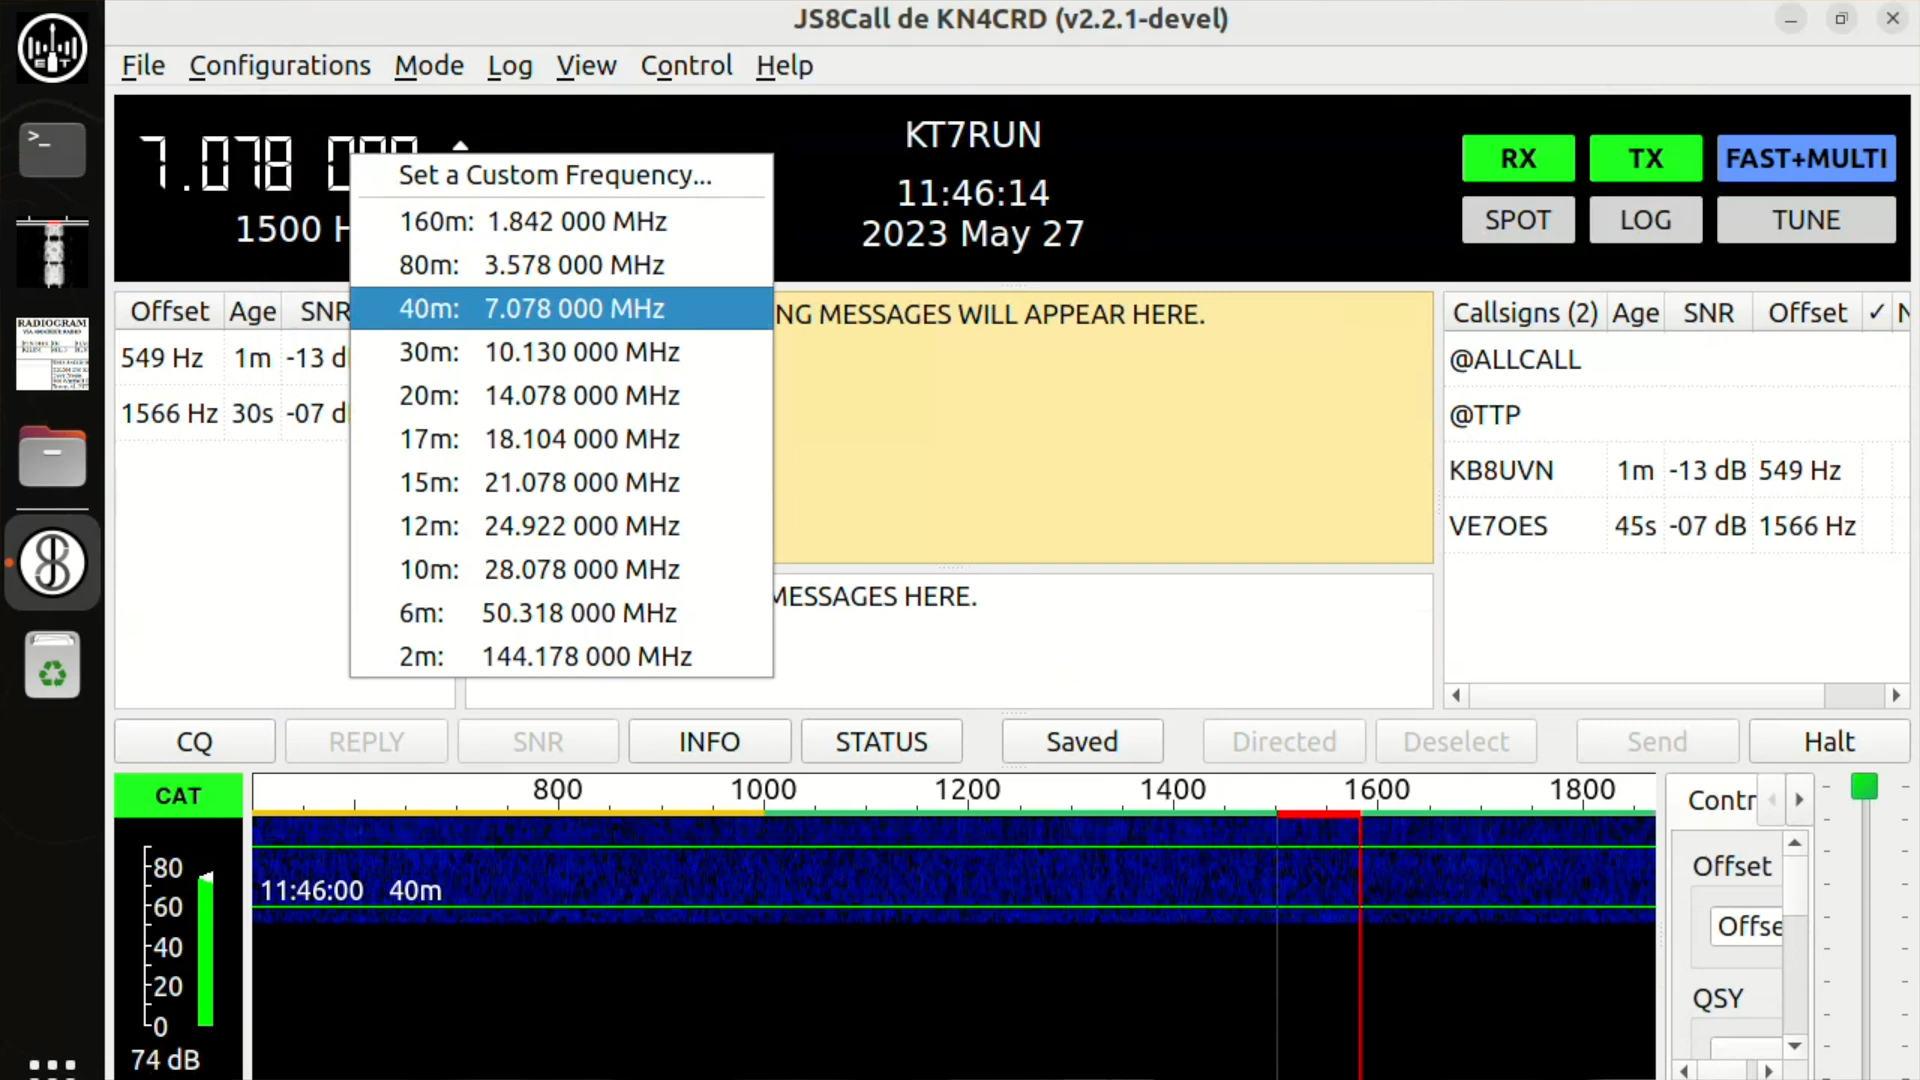 JS8Call de KN4CRD (v2.2.1-devel)
File Configurations Mode Log View Control Help
7.078
1500 H
KT7RUN
11:46:14
2023 May 27
RX TX FAST+MULTI
SPOT LOG TUNE
Set a Custom Frequency...
160m: 1.842 000 MHz
80m: 3.578 000 MHz
40m: 7.078 000 MHz
30m: 10.130 000 MHz
20m: 14.078 000 MHz
17m: 18.104 000 MHz
15m: 21.078 000 MHz
12m: 24.922 000 MHz
10m: 28.078 000 MHz
6m: 50.318 000 MHz
2m: 144.178 000 MHz
Offset Age SNR
549 Hz 1m -13 d
1566 Hz 30s -07 d
NG MESSAGES WILL APPEAR HERE.
MESSAGES HERE.
Callsigns (2) Age SNR Offset ✓ N
@ALLCALL
@TTP
KB8UVN 1m -13 dB 549 Hz
VE7OES 45s -07 dB 1566 Hz
CQ REPLY SNR INFO STATUS Saved Directed Deselect Send Halt
CAT
800 1000 1200 1400 1600 1800
11:46:00 40m
80
60
40
20
0
74 dB
Contr
Offset
Offse
QSY
RADIOGRAM